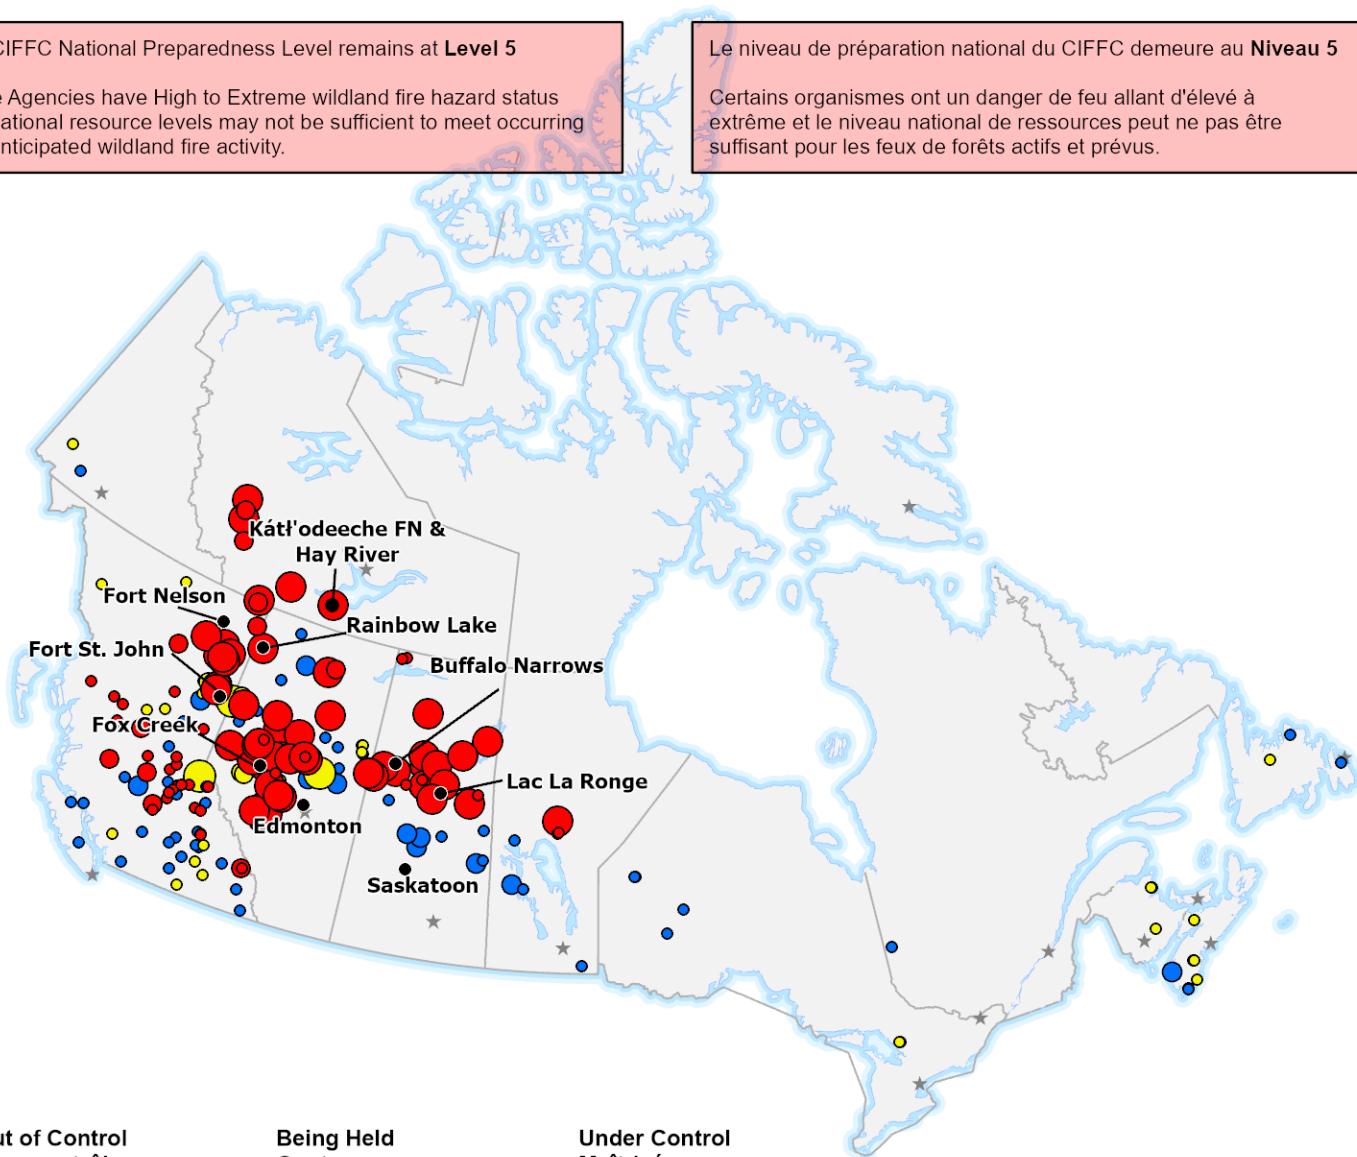 CIFFC National Preparedness Level remains at Level 5
Agencies have High to Extreme wildland fire hazard status
ational resource levels may not be sufficient to meet occurring
nticipated wildland fire activity.
Le niveau de préparation national du CIFFC demeure au Niveau 5
Certains organismes ont un danger de feu allant d'élevé à
extrême et le niveau national de ressources peut ne pas être
suffisant pour les feux de forêts actifs et prévus.
Kátł'odeeche FN &
Hay River
Fort Nelson
Rainbow Lake
Fort St. John
Buffalo Narrows
Fox Creek
Lac La Ronge
Edmonton
Saskatoon
ut of Control
Being Held
Under Control